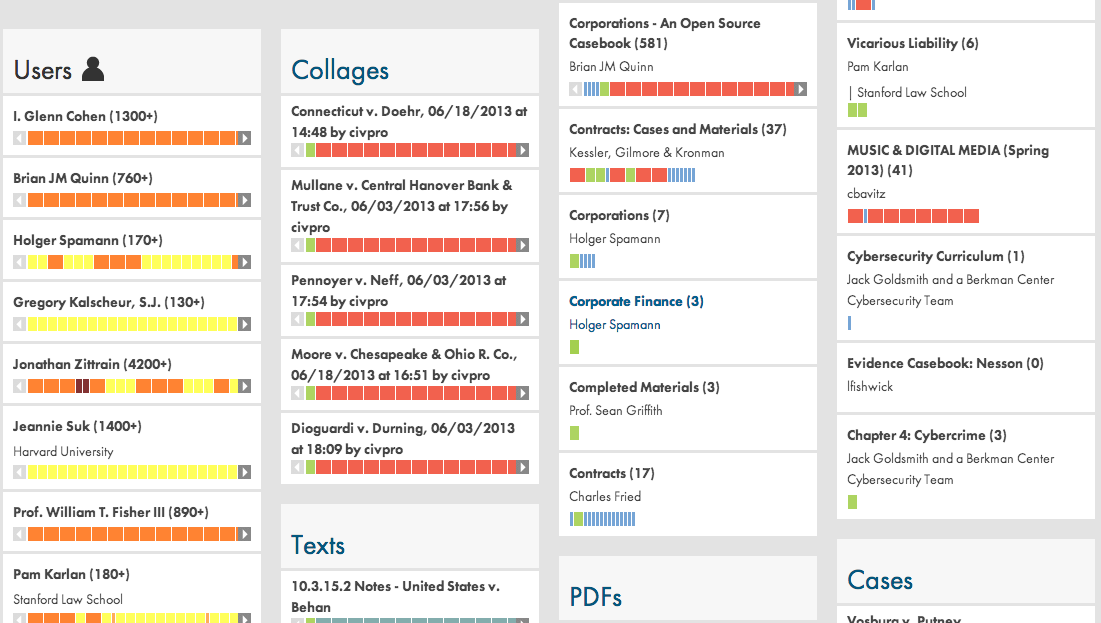 Users
I. Glenn Cohen (1300+)
Brian JM Quinn (760+)
Holger Spamann (170+)
Gregory Kalscheur, S.J. (130+)
Jonathan Zittrain (4200+)
Jeannie Suk (1400+)
Harvard University
Prof. William T. Fisher III (890+)
Pam Karlan (180+)
Stanford Law School
Collages
Connecticut v. Doehr, 06/18/2013 at
14:48 by civpro
Mullane v. Central Hanover Bank &
Trust Co., 06/03/2013 at 17:56 by
civpro
Pennoyer v. Neff, 06/03/2013 at
17:54 by civpro
Moore v. Chesapeake & Ohio R. Co.,
06/18/2013 at 16:51 by civpro
Dioguardi v. Durning, 06/03/2013
at 18:09 by civpro
Texts
10.3.15.2 Notes - United States v.
Behan
Corporations - An Open Source
Casebook (581)
Brian JM Quinn
Contracts: Cases and Materials (37)
Kessler, Gilmore & Kronman
Corporations (7)
Holger Spamann
Corporate Finance (3)
Holger Spamann
Completed Materials (3)
Prof. Sean Griffith
Contracts (17)
Charles Fried
PDFs
Vicarious Liability (6)
Pam Karlan
| Stanford Law School
MUSIC & DIGITAL MEDIA (Spring
2013) (41)
cbavitz
Cybersecurity Curriculum (1)
Jack Goldsmith and a Berkman Center
Cybersecurity Team
Evidence Casebook: Nesson (0)
lfishwick
Chapter 4: Cybercrime (3)
Jack Goldsmith and a Berkman Center
Cybersecurity Team
Cases
Vosburg v. Putney